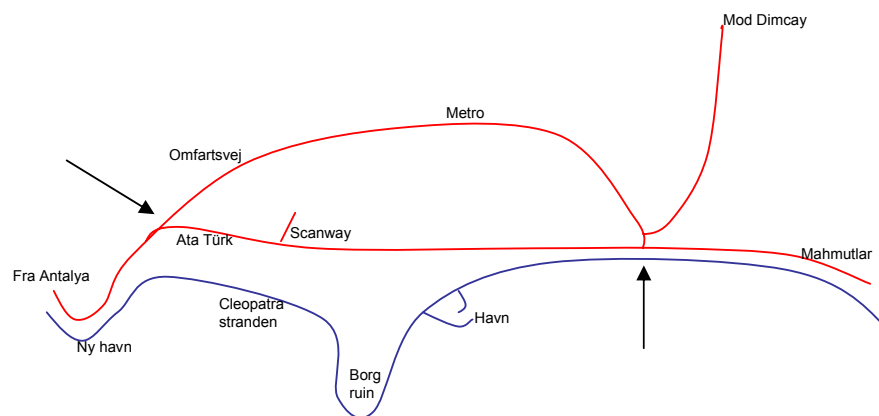 Mod Dimcay
Metro
Omfartsvej
Ata Türk
Scanway
Mahmutlar
Fra Antalya
Cleopatra
stranden
Havn
Ny havn
Borg
ruin